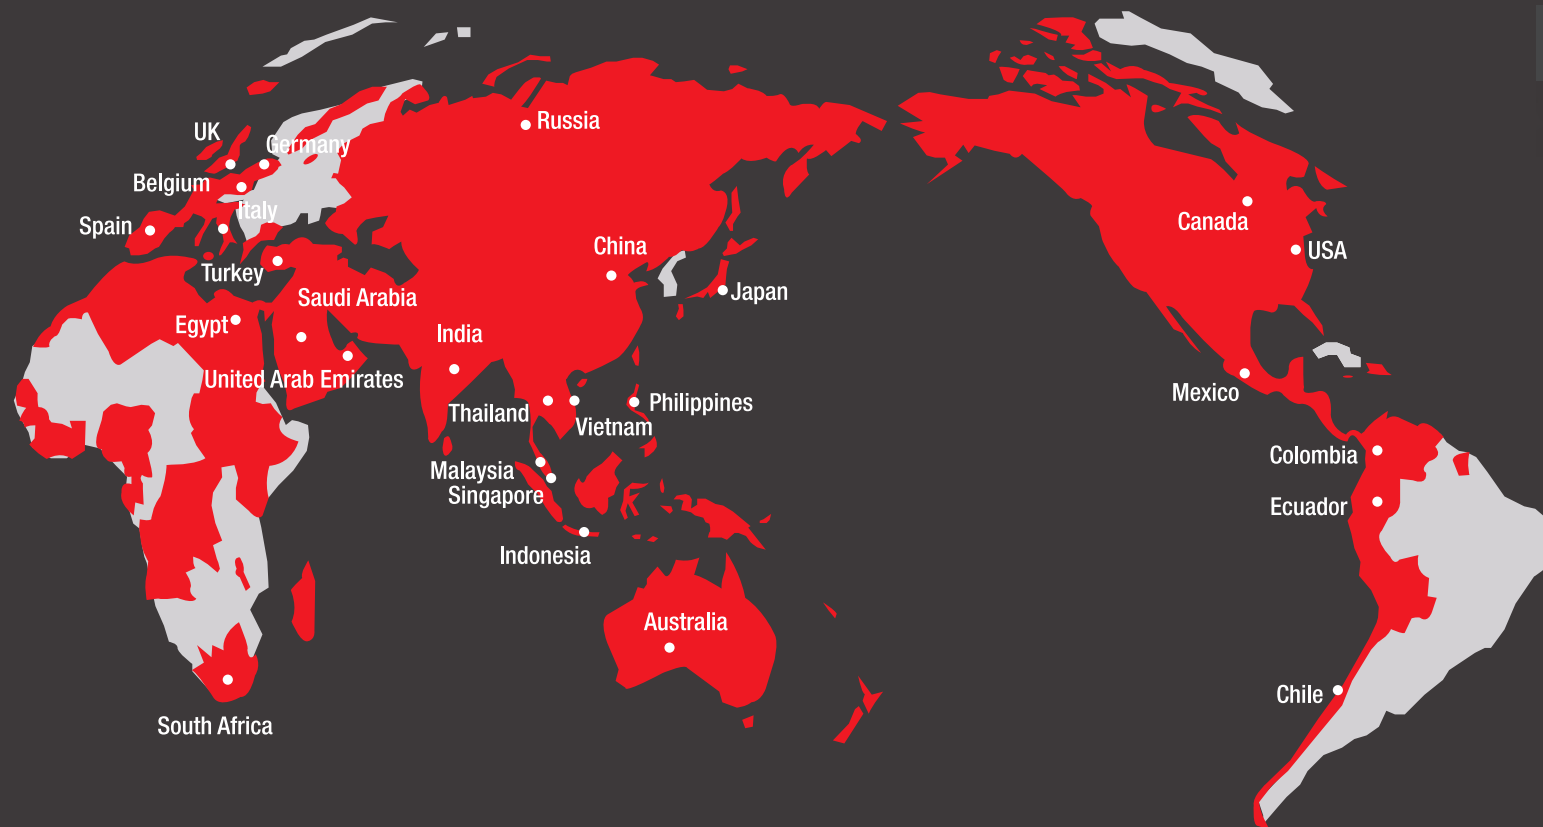 Russia
UK
Germany
Belgium
Italy
Spain
Canada
China
USA
Turkey
Japan
Saudi Arabia
Egypt
India
United Arab Emirates
Mexico
Philippines
Thailand
Vietnam
Colombia
Malaysia
Singapore
Ecuador
Indonesia
Australia
Chile
South Africa